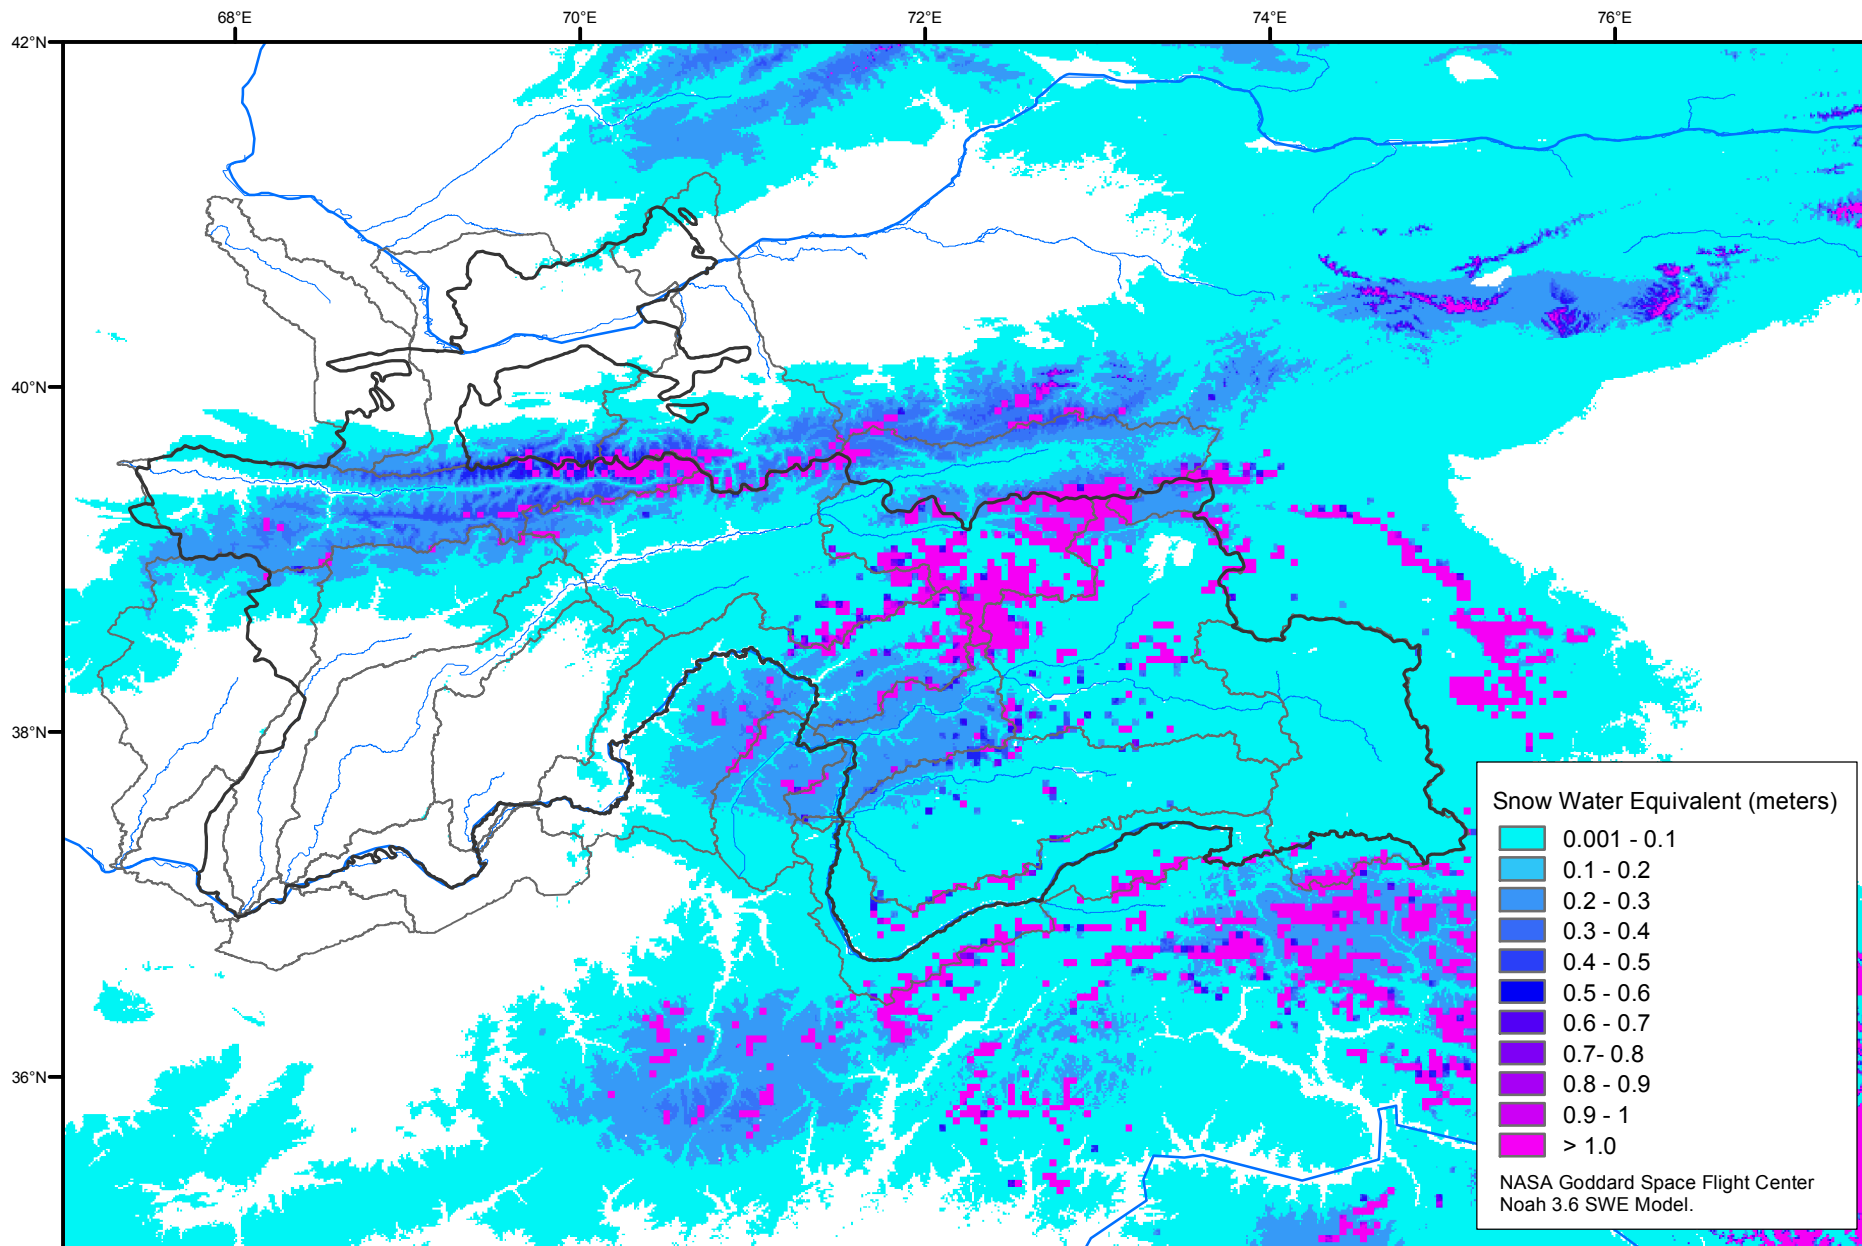 68°E 70°E 72°E 74°E 76°E
42°N
40°N
38°N
36°N
Snow Water Equivalent (meters)
0.001 - 0.1
0.1 - 0.2
0.2 - 0.3
0.3 - 0.4
0.4 - 0.5
0.5 - 0.6
0.6 - 0.7
0.7- 0.8
0.8 - 0.9
0.9 - 1
> 1.0
NASA Goddard Space Flight Center
Noah 3.6 SWE Model.